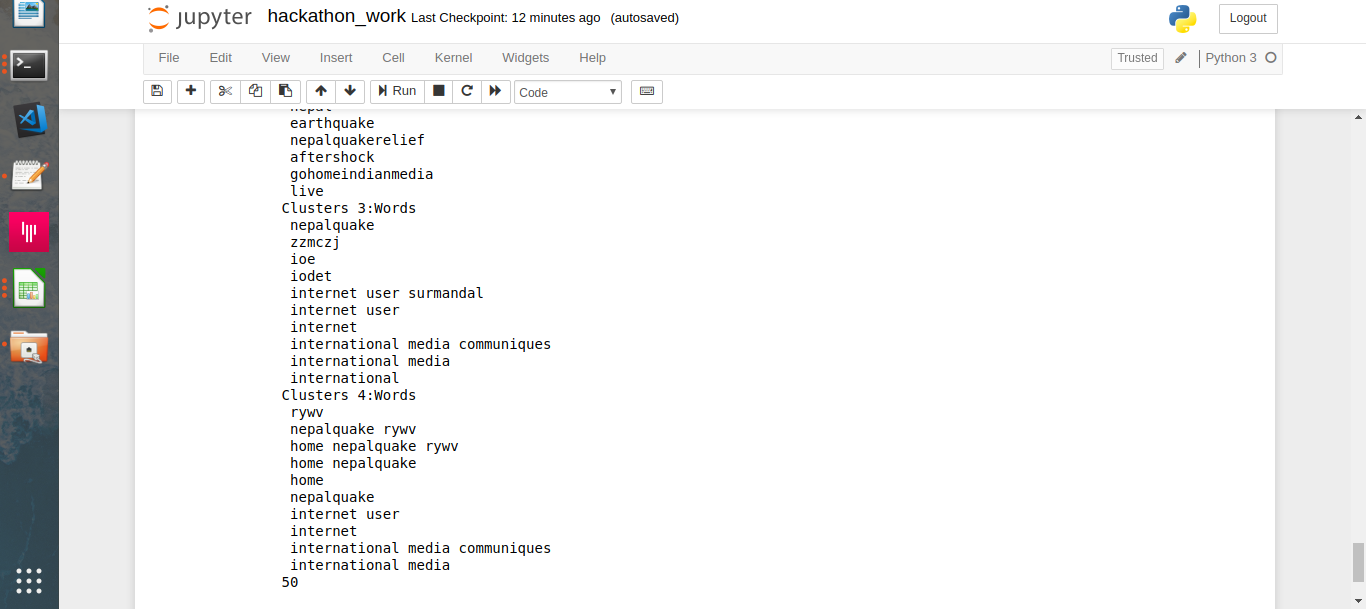 jupyter hackathon_work Last Checkpoint: 12 minutes ago (autosaved)
Logout
File Edit View Insert Cell Kernel Widgets Help
Trusted Python 3
Run Code
nepal
earthquake
nepalquakerelief
aftershock
gohomeindianmedia
live
Clusters 3:Words
nepalquake
zzmczj
ioe
iodet
internet user surmandal
internet user
internet
international media communiques
international media
international
Clusters 4:Words
rywv
nepalquake rywv
home nepalquake rywv
home nepalquake
home
nepalquake
internet user
internet
international media communiques
international media
50